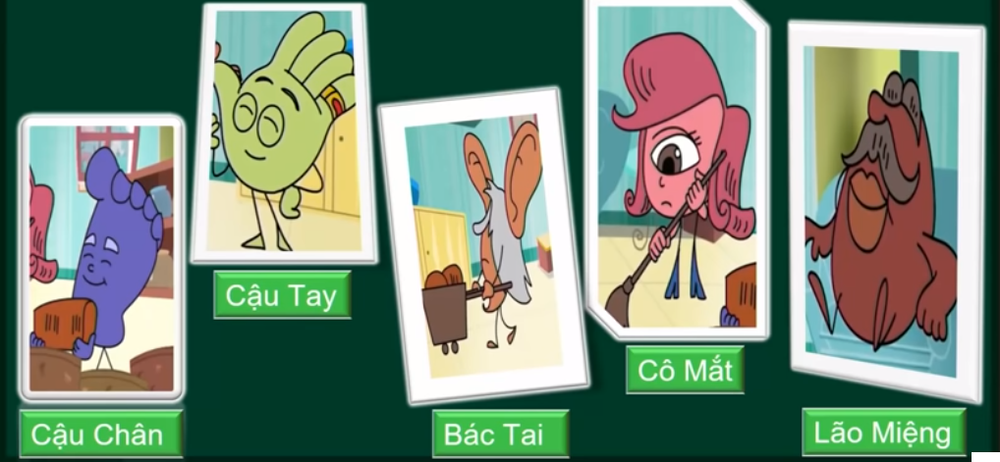 Cậu Chân
Cậu Tay
Bác Tai
Cô Mắt
Lão Miệng